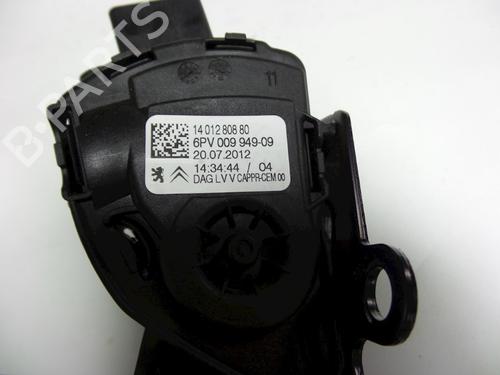 B-PARTS
11
14 012 808 80
6PV 009 949-09
20.07.2012
14:34:44 / 04
DAG LV V CAPPR-CEM 00